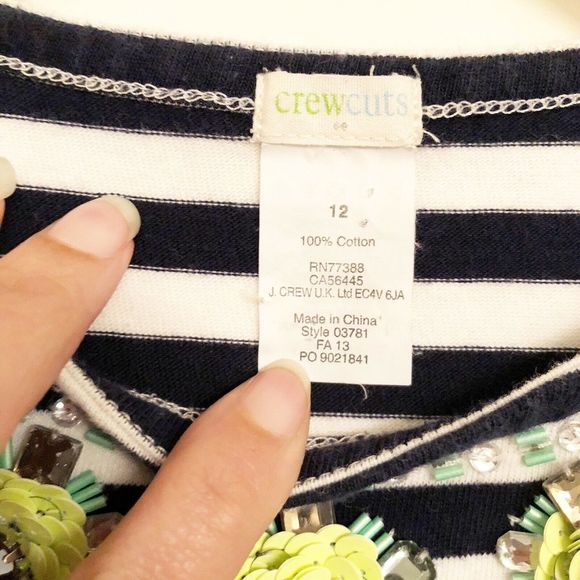 crewcuts
12
100% Cotton
RN77388
CA56445
J. CREW U.K. Ltd EC4V 6JA
Made in China
Style 03781
FA 13
PO 9021841